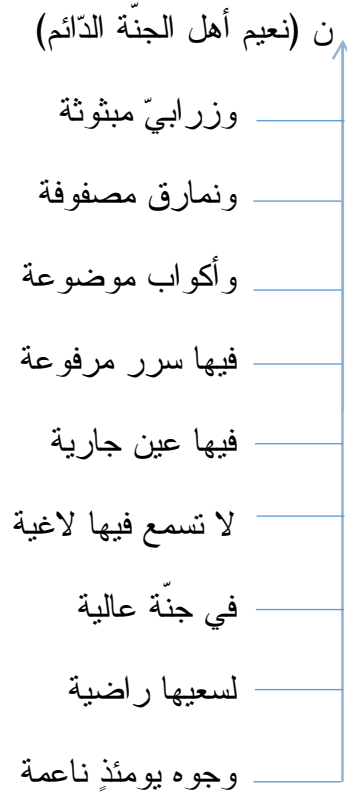 ن (نعيم أهل الجنّة الدّائم)
وزرابيّ مبثوثة
ونمارق مصفوفة
وأكواب موضوعة
فيها سرر مرفوعة
فيها عين جارية
لا تسمع فيها لاغية
في جنّة عالية
لسعيها راضية
وجوه يومئذٍ ناعمة